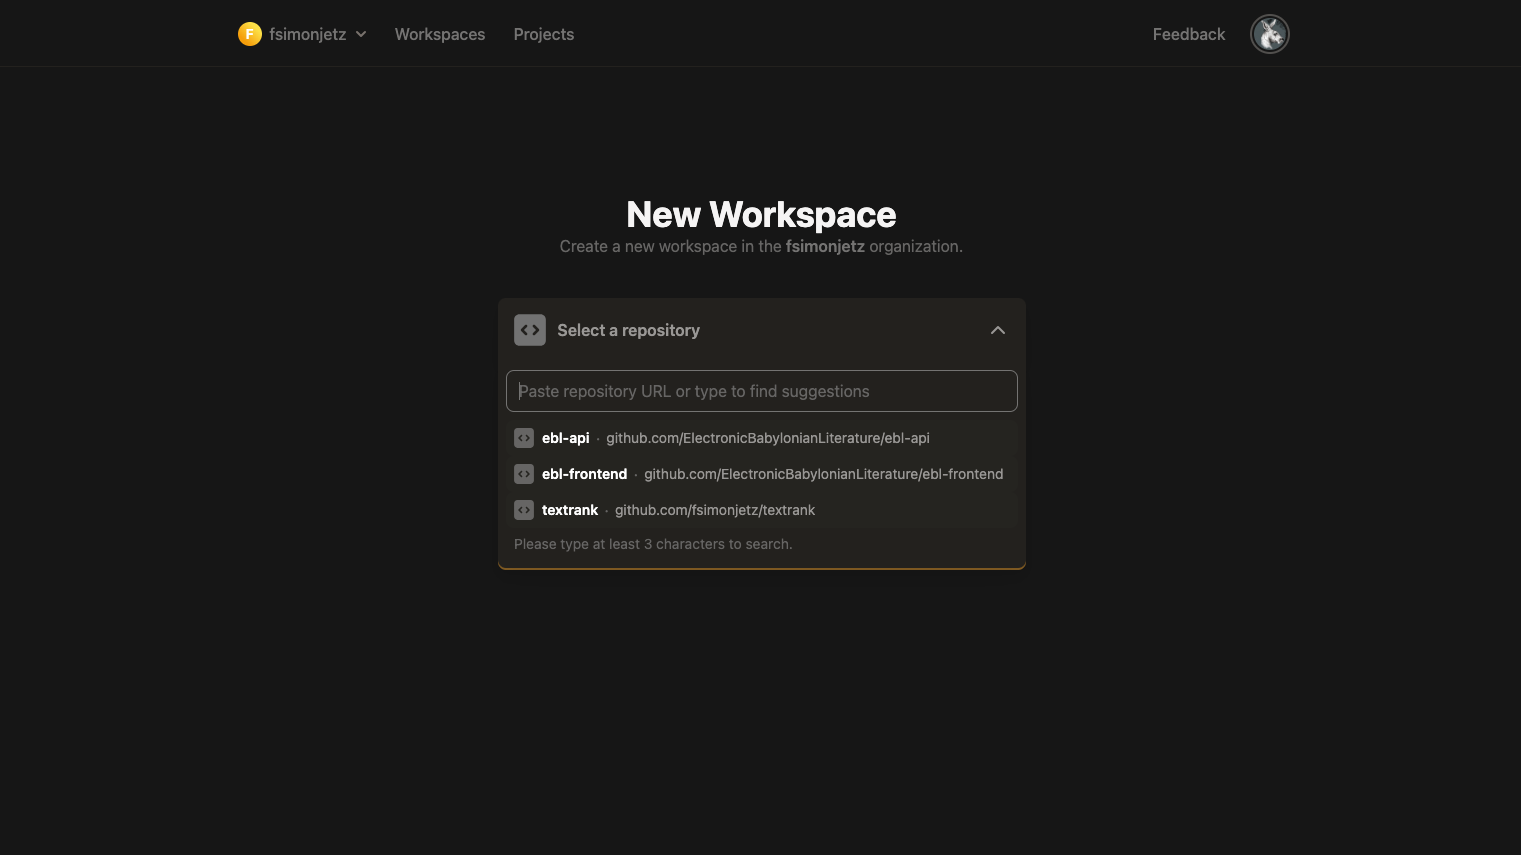 F fsimonjetz Workspaces Projects Feedback
New Workspace
Create a new workspace in the fsimonjetz organization.
Select a repository
Paste repository URL or type to find suggestions
ebl-api · github.com/ElectronicBabylonianLiterature/ebl-api
ebl-frontend · github.com/ElectronicBabylonianLiterature/ebl-frontend
textrank · github.com/fsimonjetz/textrank
Please type at least 3 characters to search.